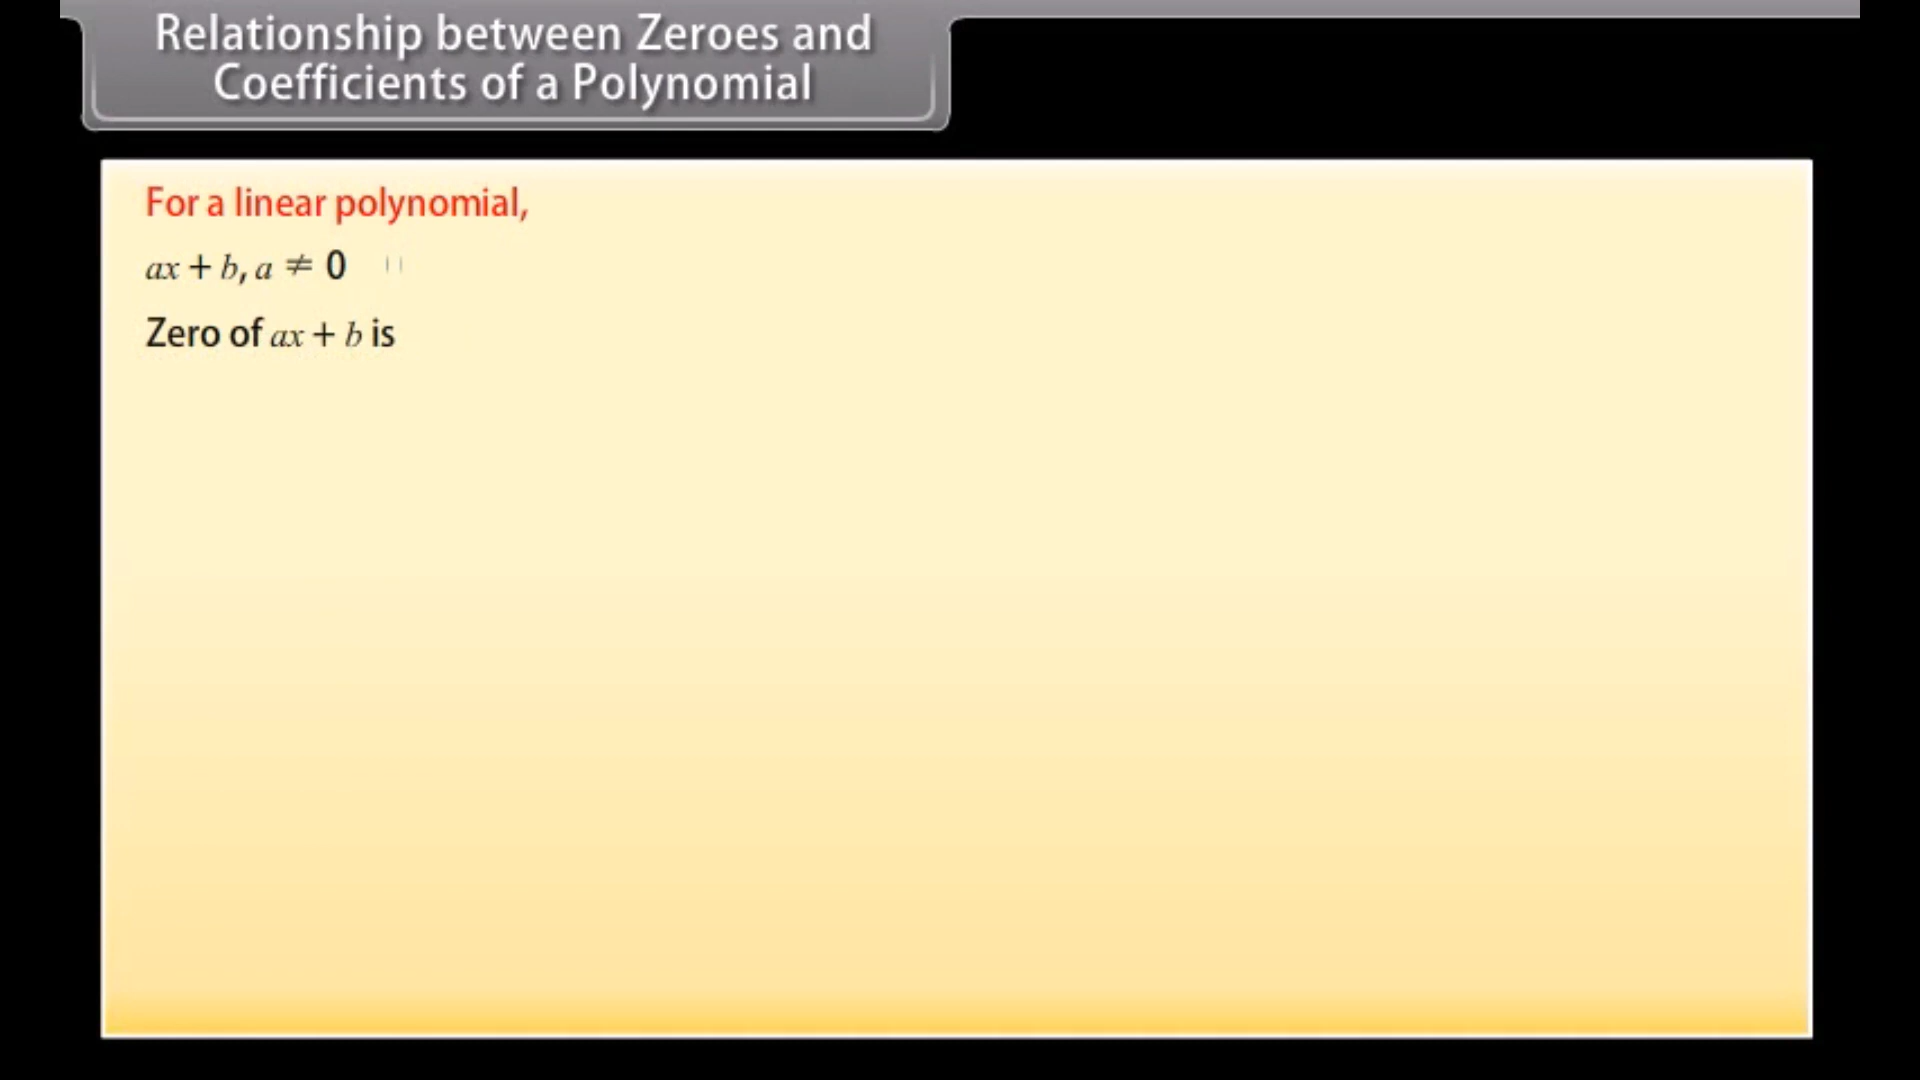 Relationship between Zeroes and
Coefficients of a Polynomial
For a linear polynomial,
ax + b, a ≠ 0
Zero of ax + b is